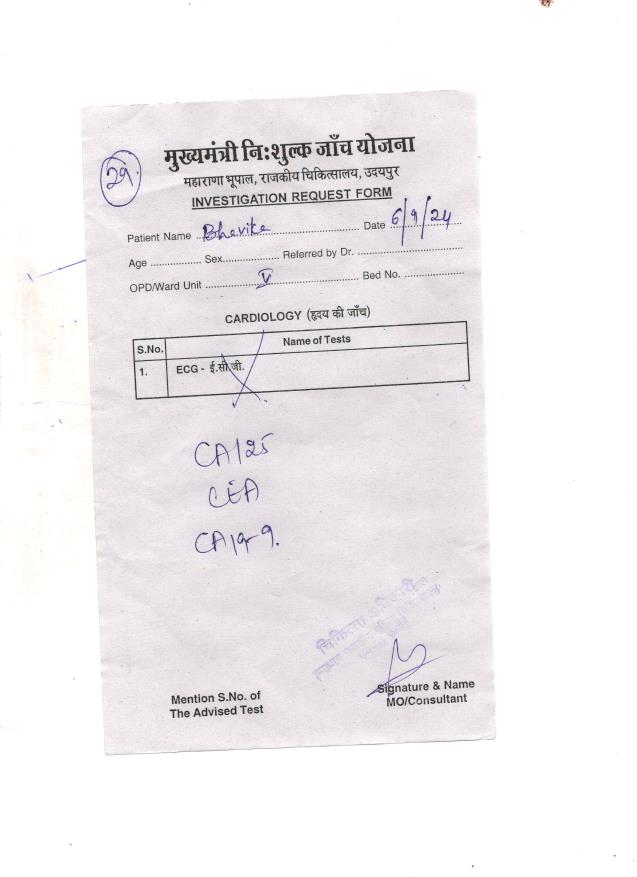 29
मुख्यमंत्री नि:शुल्क जाँच योजना
महाराणा भूपाल, राजकीय चिकित्सालय, उदयपुर
INVESTIGATION REQUEST FORM
Patient Name ..Bhavika.......................... Date 6/9/24
Age .................. Sex.................... Referred by Dr. ................................
OPD/Ward Unit ..................V..................... Bed No. ....................
CARDIOLOGY (हृदय की जाँच)
S.No. Name of Tests
1. ECG - ई.सी.जी.
CA125
CEA
CA19-9.
चिकित्सा अधिकारी
Mention S.No. of
The Advised Test
Signature & Name
MO/Consultant